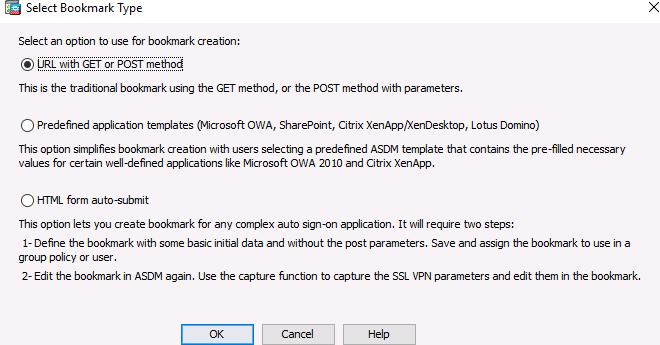 Select Bookmark Type
Select an option to use for bookmark creation:
URL with GET or POST method
This is the traditional bookmark using the GET method, or the POST method with parameters.
Predefined application templates (Microsoft OWA, SharePoint, Citrix XenApp/XenDesktop, Lotus Domino)
This option simplifies bookmark creation with users selecting a predefined ASDM template that contains the pre-filled necessary
values for certain well-defined applications like Microsoft OWA 2010 and Citrix XenApp.
HTML form auto-submit
This option lets you create bookmark for any complex auto sign-on application. It will require two steps:
1- Define the bookmark with some basic initial data and without the post parameters. Save and assign the bookmark to use in a
group policy or user.
2- Edit the bookmark in ASDM again. Use the capture function to capture the SSL VPN parameters and edit them in the bookmark.
OK Cancel Help